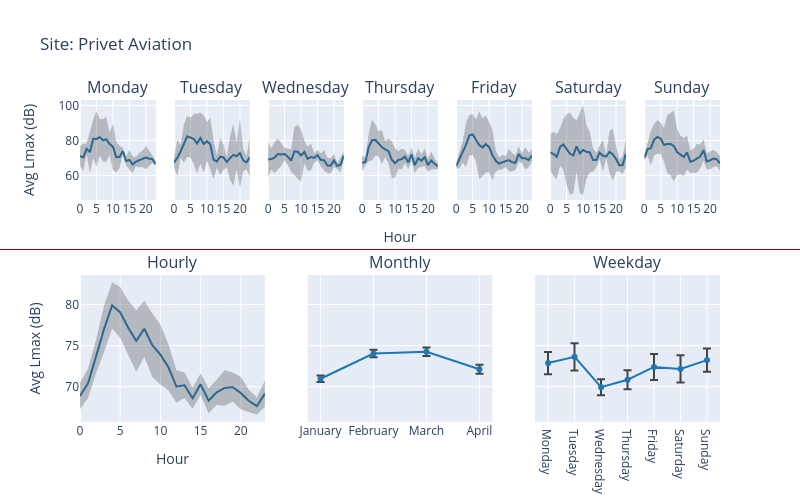 Site: Privet Aviation
Monday Tuesday Wednesday Thursday Friday Saturday Sunday
Avg Lmax (dB)
100
80
60
0 5 10 15 20 0 5 10 15 20 0 5 10 15 20 0 5 10 15 20 0 5 10 15 20 0 5 10 15 20 0 5 10 15 20
Hour
Hourly Monthly Weekday
Avg Lmax (dB)
80
75
70
0 5 10 15 20
Hour
January February March April
Monday
Tuesday
Wednesday
Thursday
Friday
Saturday
Sunday